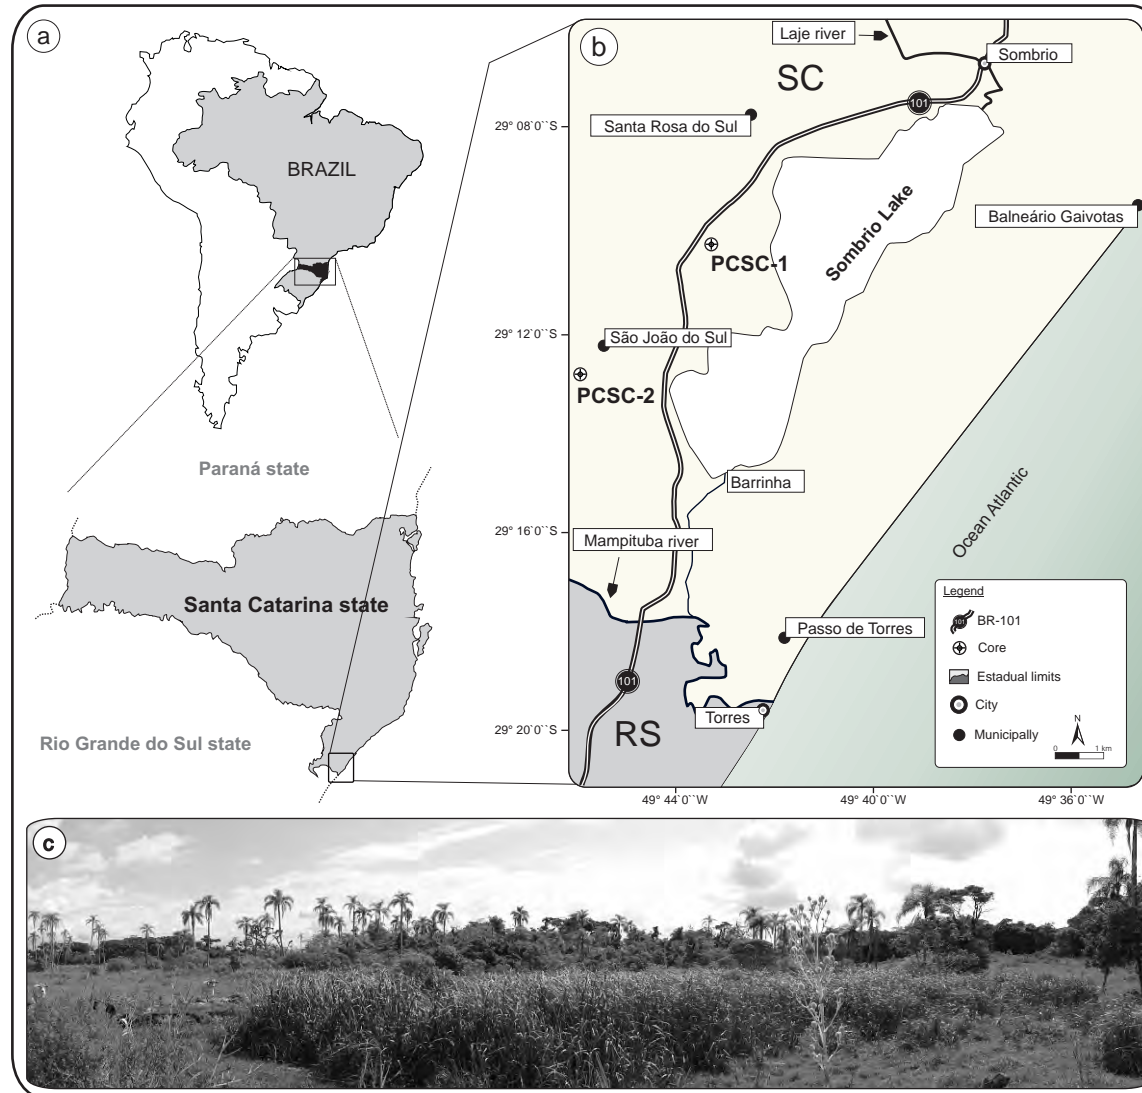 a
BRAZIL
Paraná state
Santa Catarina state
Rio Grande do Sul state
b
Laje river
Sombrio
SC
101
29° 08'0``S
Santa Rosa do Sul
Sombrio Lake
Balneário Gaivotas
PCSC-1
29° 12'0``S
São João do Sul
PCSC-2
Barrinha
Ocean Atlantic
29° 16'0``S
Mampituba river
Passo de Torres
101
Torres
29° 20'0``S
RS
Legend
101
BR-101
Core
Estadual limits
City
Municipally
N
0 1 km
49° 44'0``W
49° 40'0``W
49° 36'0``W
c